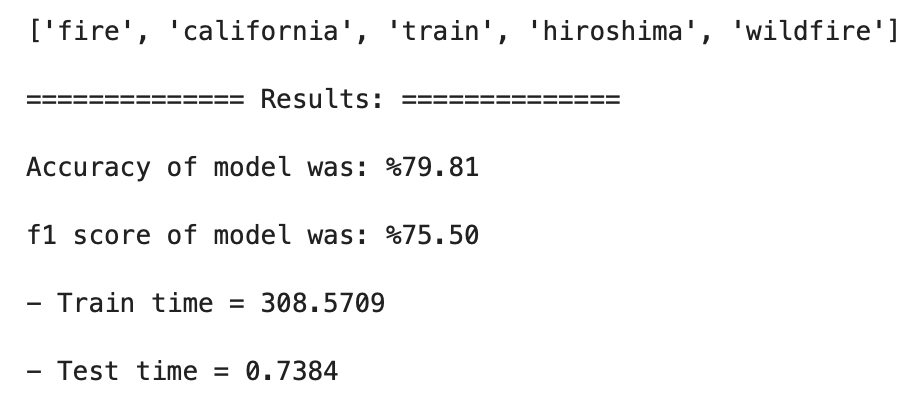 ['fire', 'california', 'train', 'hiroshima', 'wildfire']
============== Results: ==============
Accuracy of model was: %79.81
f1 score of model was: %75.50
- Train time = 308.5709
- Test time = 0.7384